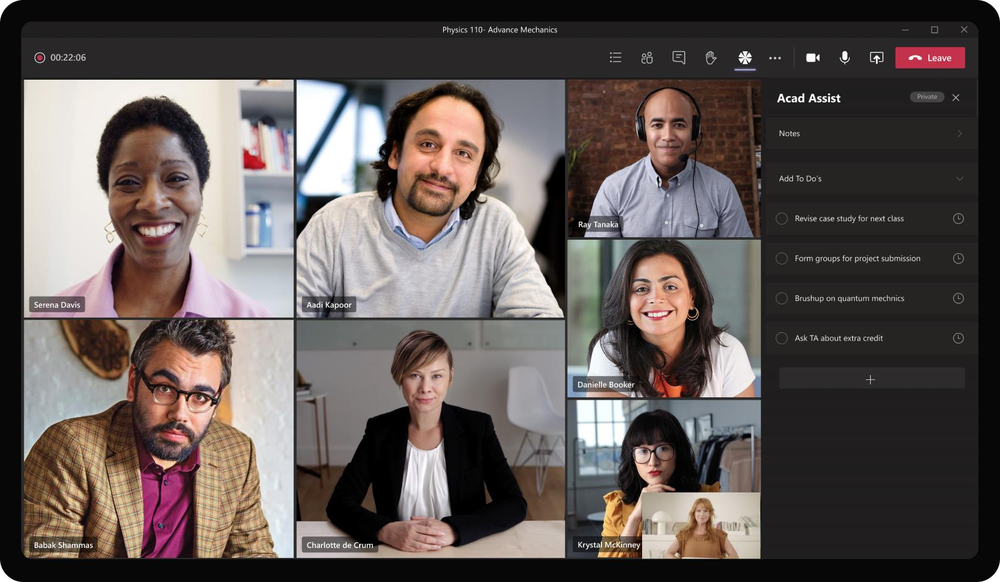 Physics 110- Advance Mechanics
00:22:06
Leave
Serena Davis
Aadi Kapoor
Ray Tanaka
Danielle Booker
Babak Shammas
Charlotte de Crum
Krystal McKinney
Acad Assist
Private
Notes
Add To Do's
Revise case study for next class
Form groups for project submission
Brushup on quantum mechnics
Ask TA about extra credit